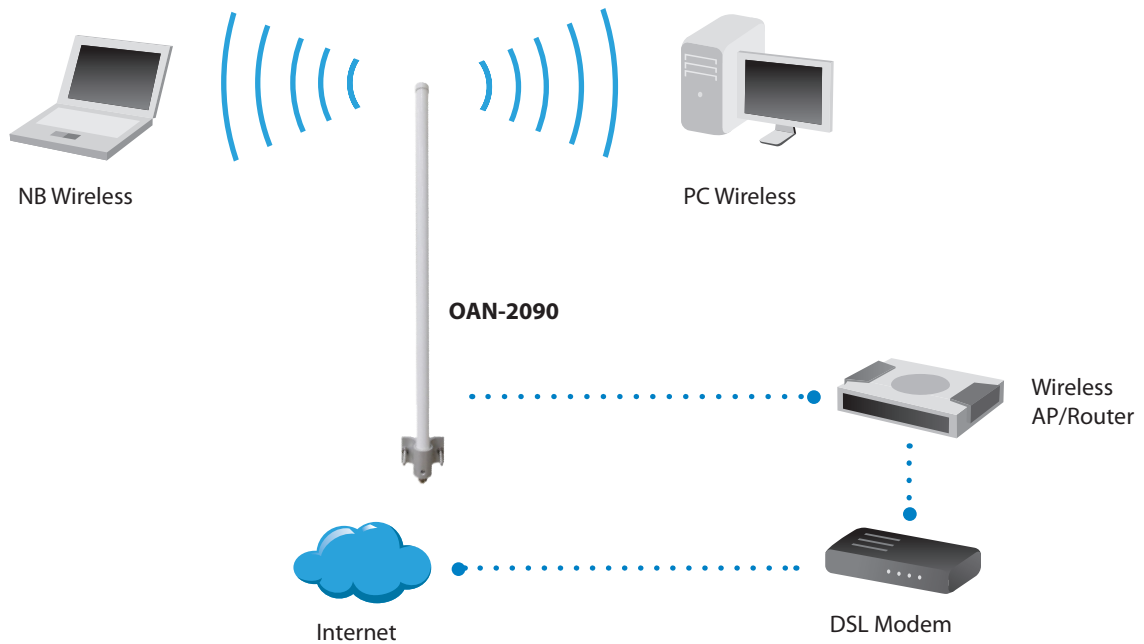 NB Wireless
PC Wireless
OAN-2090
Wireless
AP/Router
Internet
DSL Modem